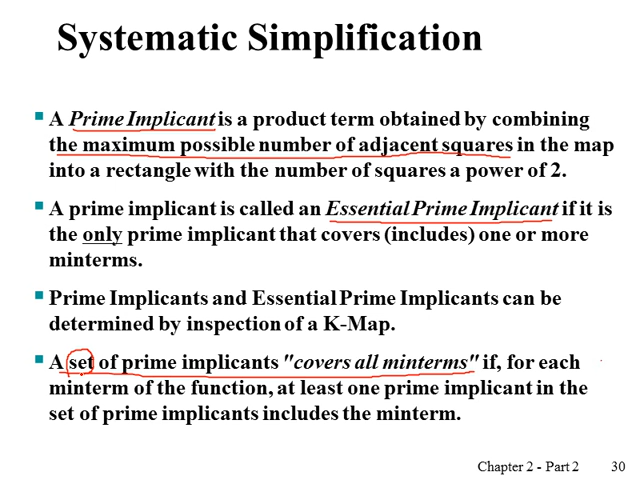 Systematic Simplification
A Prime Implicant is a product term obtained by combining
the maximum possible number of adjacent squares in the map
into a rectangle with the number of squares a power of 2.
A prime implicant is called an Essential Prime Implicant if it is
the only prime implicant that covers (includes) one or more
minterms.
Prime Implicants and Essential Prime Implicants can be
determined by inspection of a K-Map.
A set of prime implicants "covers all minterms" if, for each
minterm of the function, at least one prime implicant in the
set of prime implicants includes the minterm.
Chapter 2 - Part 2 30